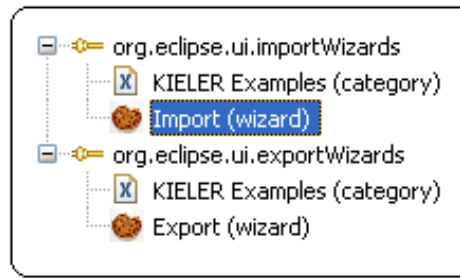 org.eclipse.ui.importWizards
KIELER Examples (category)
Import (wizard)
org.eclipse.ui.exportWizards
KIELER Examples (category)
Export (wizard)